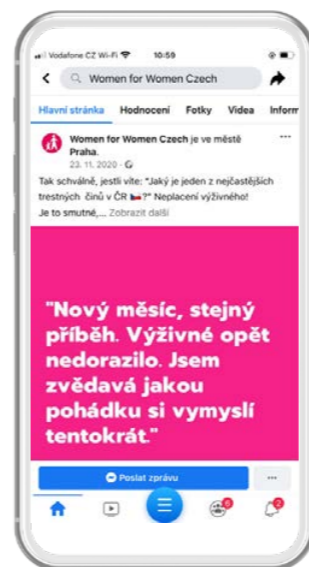 Vodafone CZ Wi-Fi 10:59
Women for Women Czech
Hlavní stránka Hodnocení Fotky Videa Inform
Women for Women Czech je ve městě
Praha.
23. 11. 2020 ·
Tak schválně, jestli víte: "Jaký je jeden z nejčastějších
trestných činů v ČR 🇨🇿?" Neplacení výživného!
Je to smutné,... Zobrazit další
"Nový měsíc, stejný
příběh. Výživné opět
nedorazilo. Jsem
zvědavá jakou
pohádku si vymyslí
tentokrát."
Poslat zprávu
6
2